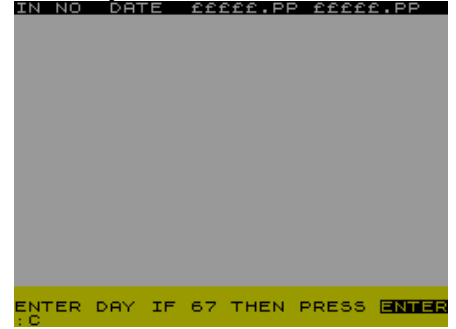 IN NO DATE £££££.PP £££££.PP
ENTER DAY IF 67 THEN PRESS ENTER
:C